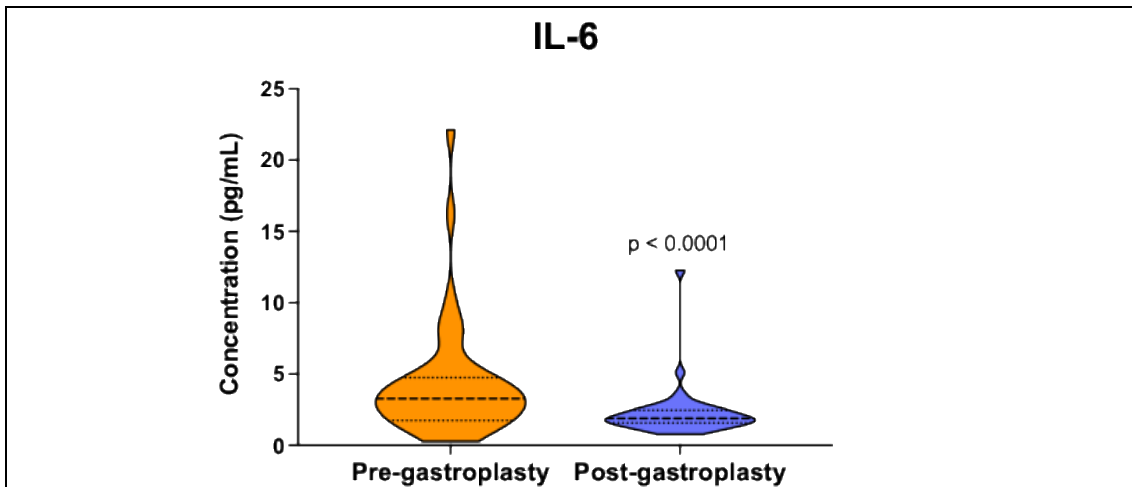 IL-6
Concentration (pg/mL)
25
20
15
10
5
0
p < 0.0001
Pre-gastroplasty
Post-gastroplasty